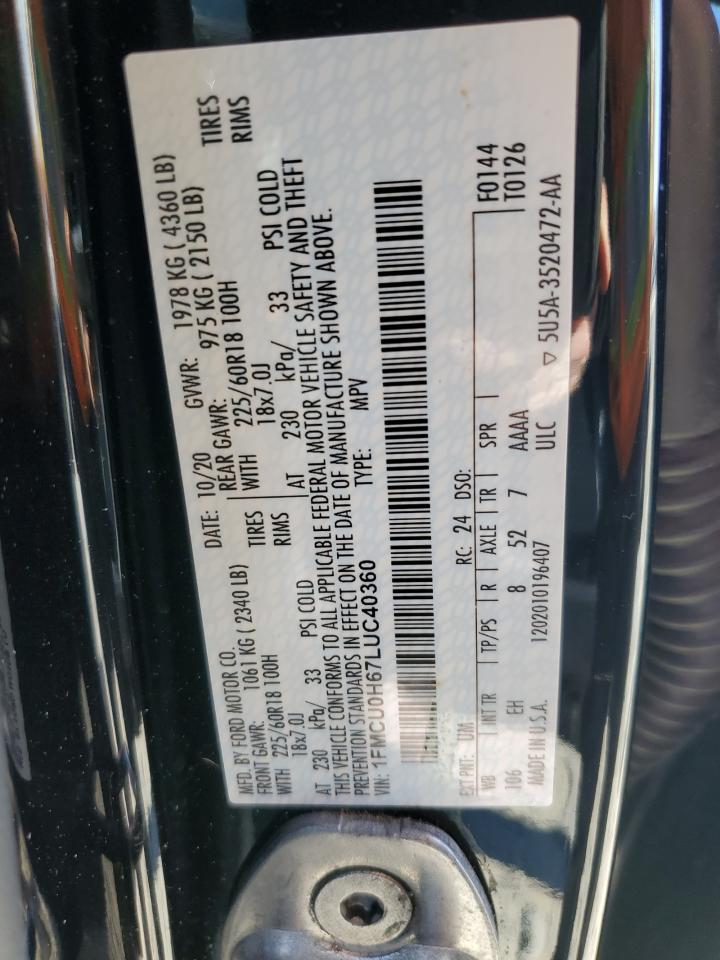 MFD. BY FORD MOTOR CO. DATE: 10/20 GVWR: 1978 KG ( 4360 LB)
FRONT GAWR: 1061 KG ( 2340 LB) REAR GAWR: 975 KG ( 2150 LB)
WITH 225/60R18 100H TIRES WITH 225/60R18 100H TIRES
18x7.0J RIMS 18x7.0J RIMS
AT 230 kPa/ 33 PSI COLD AT 230 kPa/ 33 PSI COLD
THIS VEHICLE CONFORMS TO ALL APPLICABLE FEDERAL MOTOR VEHICLE SAFETY AND THEFT
PREVENTION STANDARDS IN EFFECT ON THE DATE OF MANUFACTURE SHOWN ABOVE.
VIN: 1FMCU0H67LUC40360 TYPE: MPV
EXT PNT: RC: 24 DSO: F0144
WB INT TR TP/PS R AXLE TR SPR T0126
106 EH 8 52 7 AAAA
MADE IN U.S.A. 1202010196407 ULC ▽ 5U5A-3520472-AA